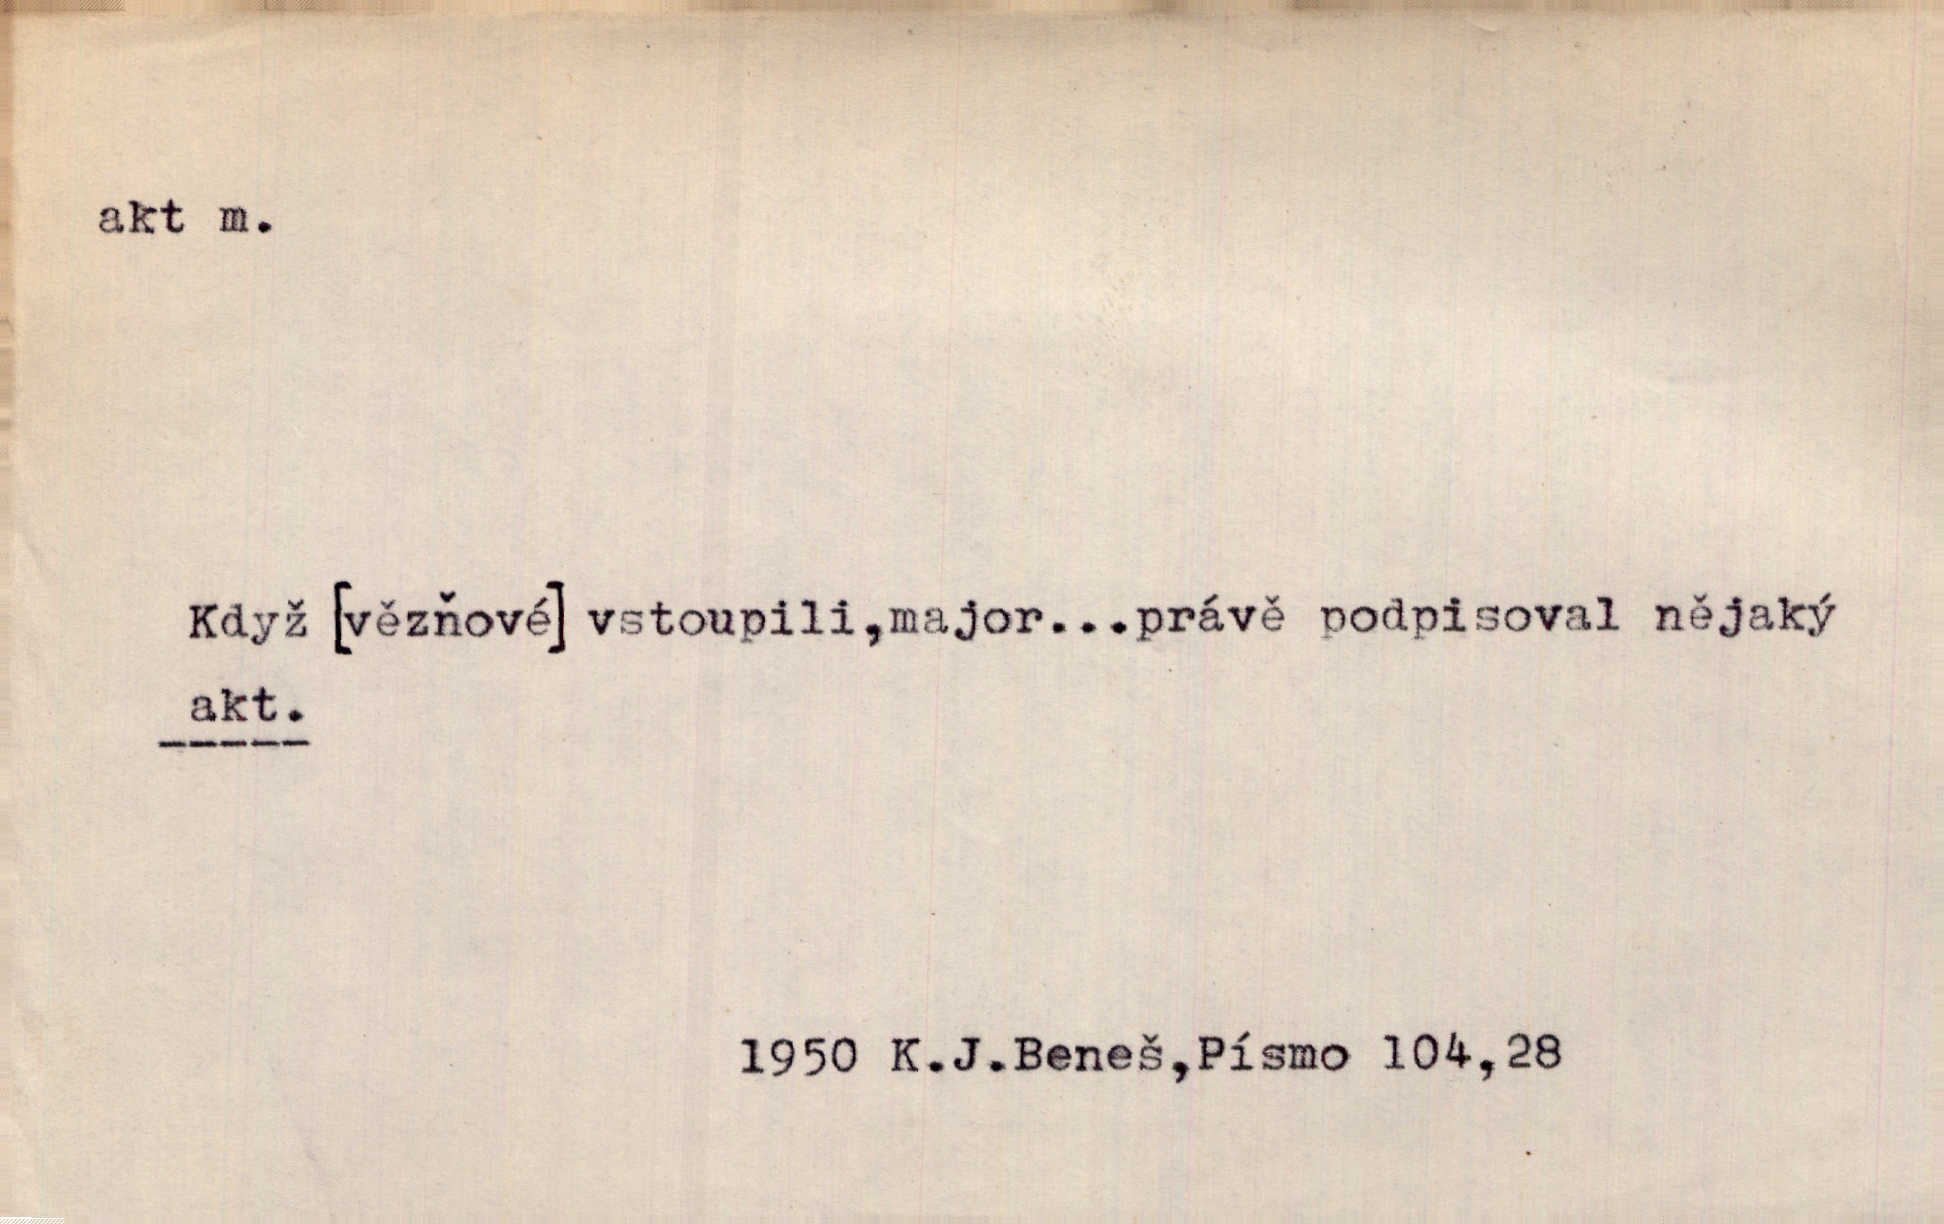 akt m.
Když [vězňové] vstoupili,major...právě podpisoval nějaký
akt.
1950 K.J.Beneš,Písmo 104,28